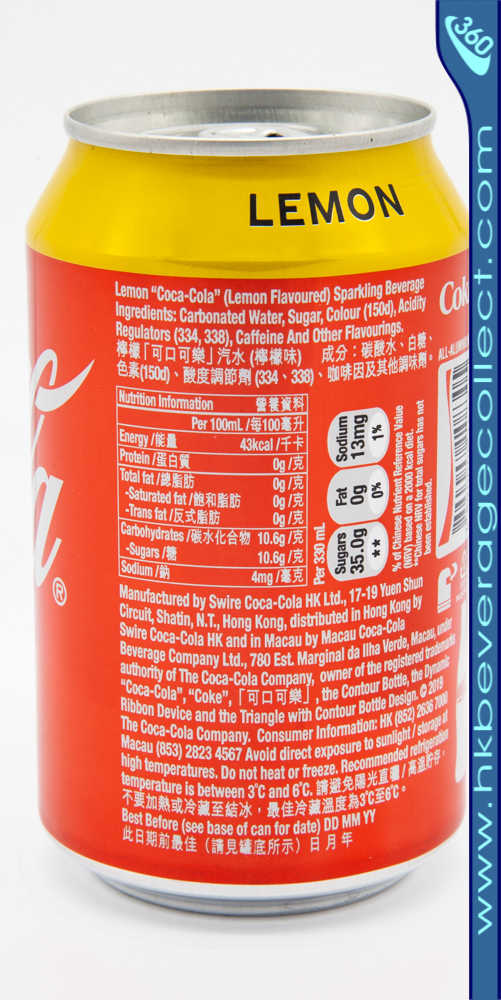 360
LEMON
Lemon "Coca-Cola" (Lemon Flavoured) Sparkling Beverage
Ingredients: Carbonated Water, Sugar, Colour (150d), Acidity
Regulators (334, 338), Caffeine And Other Flavourings.
檸檬「可口可樂」汽水 (檸檬味) 成分：碳酸水、白糖、
色素(150d)、酸度調節劑 (334、338)、咖啡因及其他調味劑。
Nutrition Information 營養資料
Per 100mL /每100毫升
Energy /能量 43kcal /千卡
Protein /蛋白質 0g /克
Total fat /總脂肪 0g /克
-Saturated fat /飽和脂肪 0g /克
-Trans fat /反式脂肪 0g /克
Carbohydrates /碳水化合物 10.6g /克
-Sugars /糖 10.6g /克
Sodium /鈉 4mg /毫克
Per 330 mL
Sugars 35.0g **
Fat 0g 0%
Sodium 13mg 1%
% of Chinese Nutrient Reference Value
(NRV) based on a 2000 kcal diet.
**Chinese NRV for total sugars has not
been established.
Manufactured by Swire Coca-Cola HK Ltd., 17-19 Yuen Shun
Circuit, Shatin, N.T., Hong Kong, distributed in Hong Kong by
Swire Coca-Cola HK and in Macau by Macau Coca-Cola
Beverage Company Ltd., 780 Est. Marginal da Ilha Verde, Macau, under
authority of The Coca-Cola Company, owner of the registered trademarks
"Coca-Cola", "Coke", 「可口可樂」, the Contour Bottle, the Dynamic
Ribbon Device and the Triangle with Contour Bottle Design. © 2019
The Coca-Cola Company. Consumer Information: HK (852) 2636 7000
Macau (853) 2823 4567 Avoid direct exposure to sunlight / storage at
high temperatures. Do not heat or freeze. Recommended refrigeration
temperature is between 3°C and 6°C. 請避免陽光直曬 / 高溫貯存。
不要加熱或冷藏至結冰，最佳冷藏溫度為3°C至6°C。
Best Before (see base of can for date) DD MM YY
此日期前最佳（請見罐底所示）日 月 年
®
Cok
www.hkbeveragecollect.com